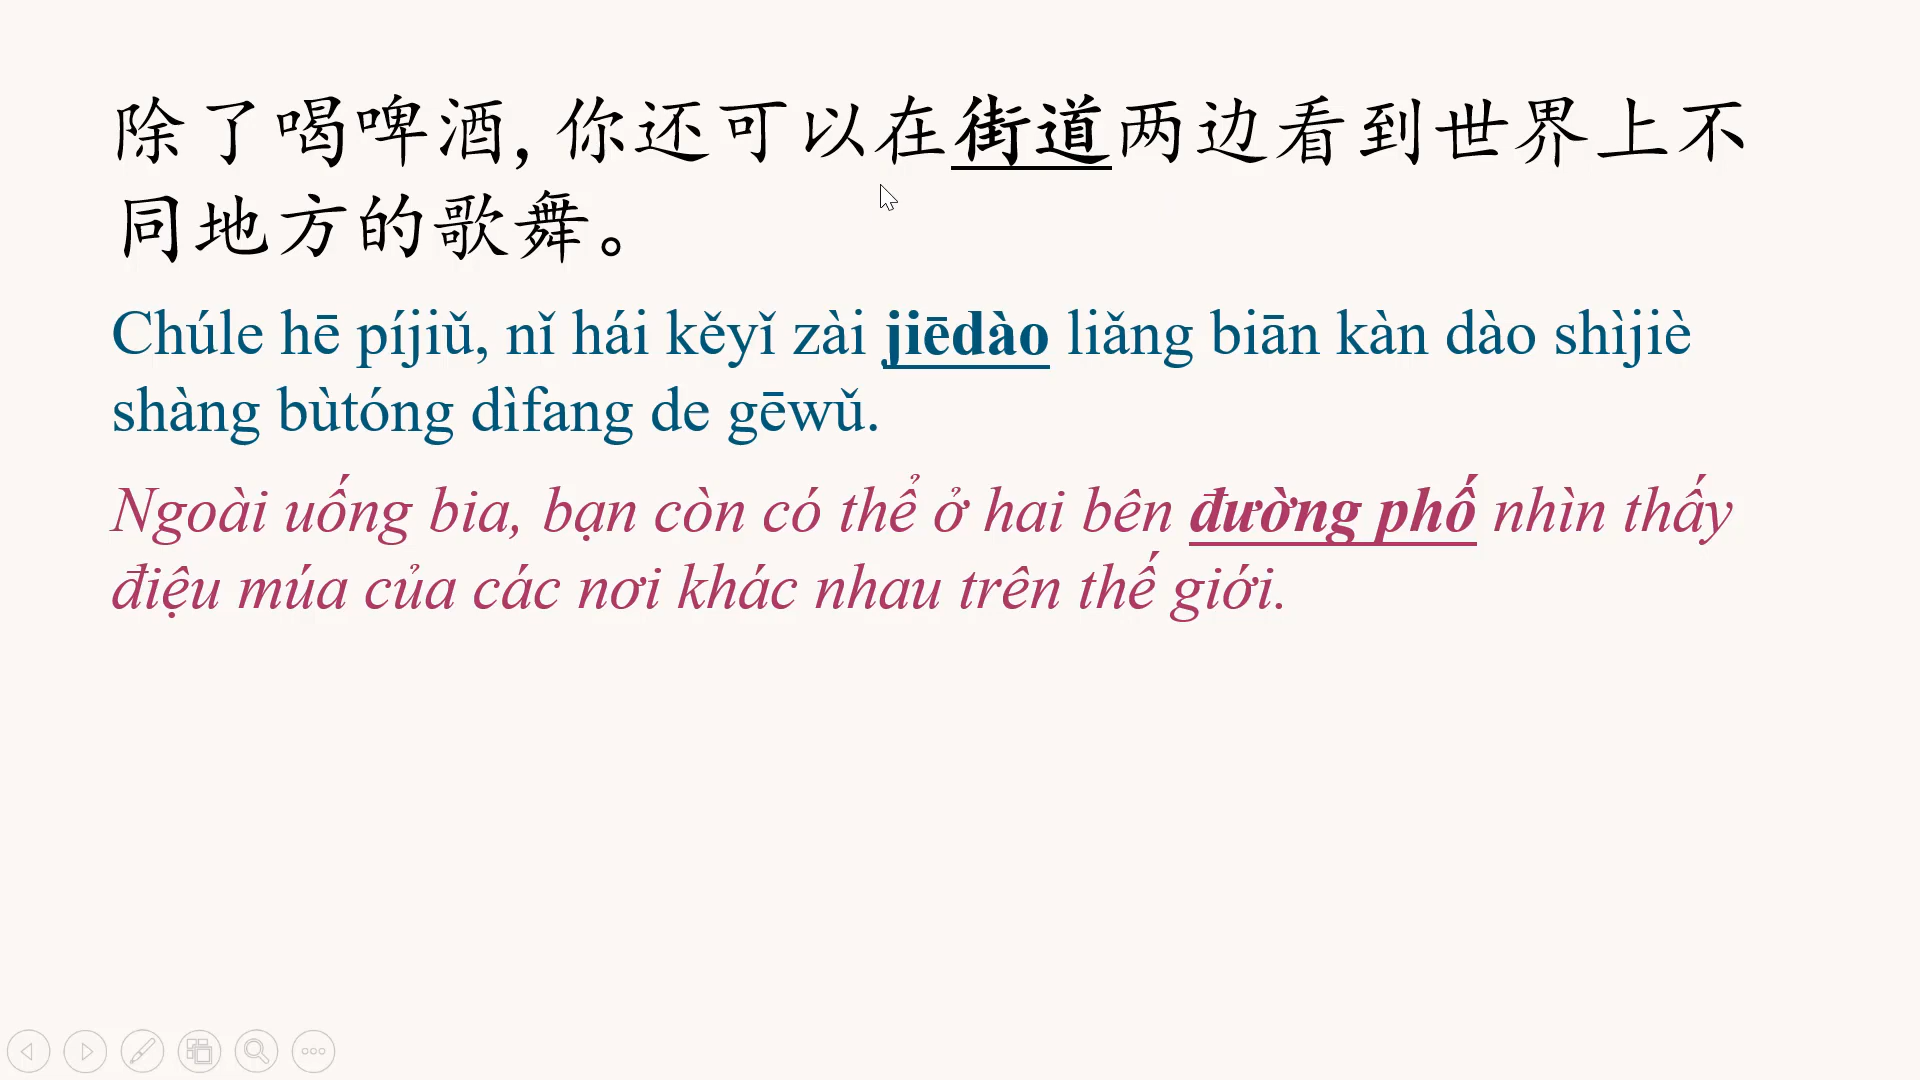 除了喝啤酒,你还可以在街道两边看到世界上不
同地方的歌舞。
Chúle hē píjiǔ, nǐ hái kěyǐ zài jiēdào liǎng biān kàn dào shìjiè
shàng bùtóng dìfang de gēwǔ.
Ngoài uống bia, bạn còn có thể ở hai bên đường phố nhìn thấy
điệu múa của các nơi khác nhau trên thế giới.